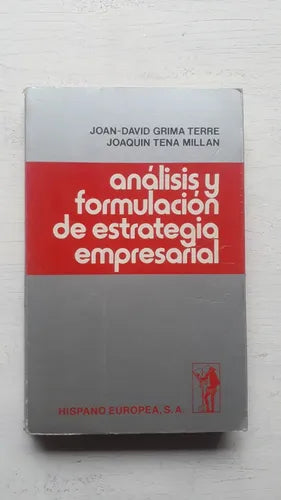 JOAN-DAVID GRIMA TERRE
JOAQUIN TENA MILLAN
análisis y
formulación
de estrategia
empresarial
HISPANO EUROPEA, S.A.